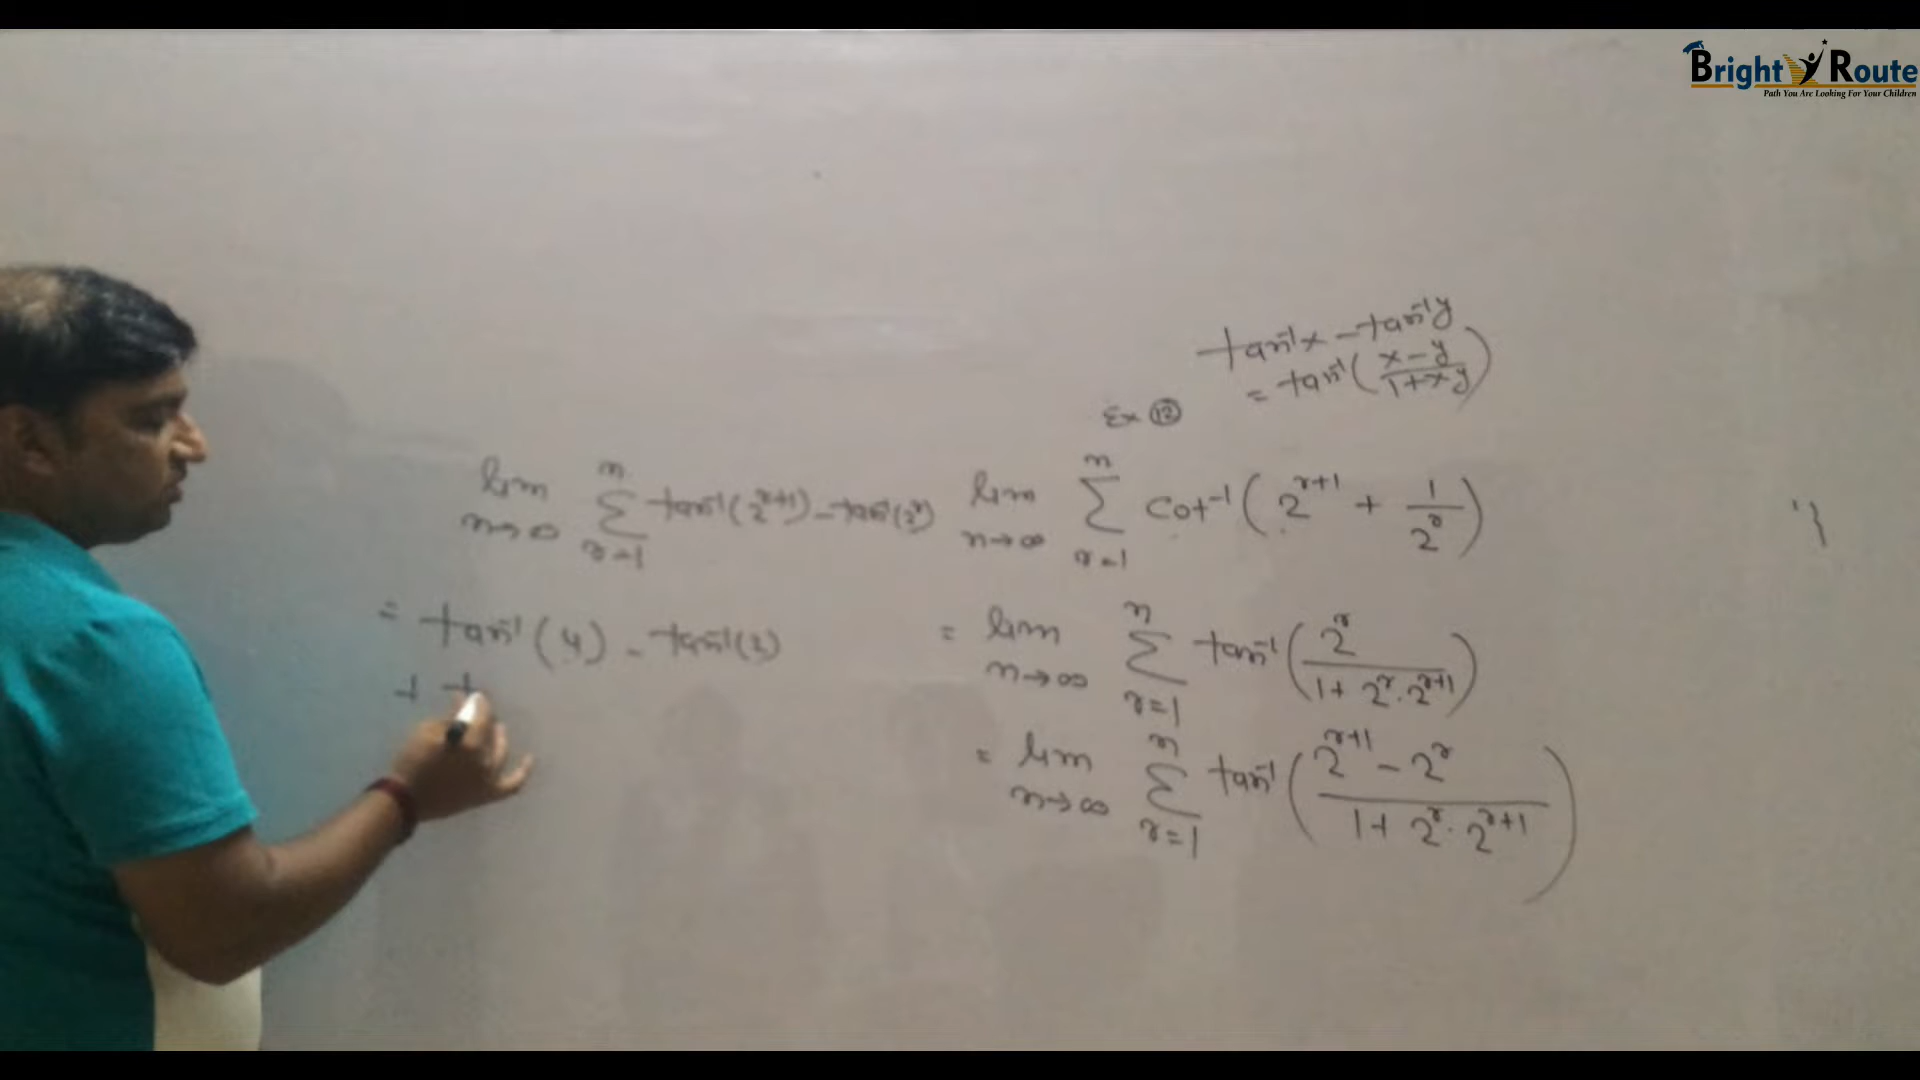 Bright Route
Path You Are Looking For Your Children
tan⁻¹x – tan⁻¹y
= tan⁻¹( (x–y)/(1+xy) )
Ex ⑫
lim n→∞ Σ_{r=1}^{n} cot⁻¹( 2^{r+1} + 1/2^r )
= lim n→∞ Σ_{r=1}^{n} tan⁻¹( 2^r/(1+2^r·2^{r+1}) )
= lim n→∞ Σ_{r=1}^{n} tan⁻¹( (2^{r+1} – 2^r)/(1+2^r·2^{r+1}) )
lim n→∞ Σ_{r=1}^{n} tan⁻¹(2^{r+1}) – tan⁻¹(2^r)
= tan⁻¹(4) – tan⁻¹(2)
+ t